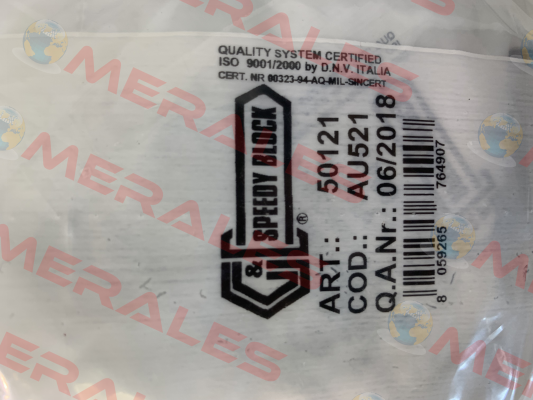 QUALITY SYSTEM CERTIFIED
ISO 9001/2000 by D.N.V. ITALIA
CERT. NR 00323-94-AQ-MIL-SINCERT
&
SPEEDY BLOCK
®
ART.: 50121
COD.: AU521
Q.A.Nr.: 06/2018
8 059265 764907
MERALES
MERALES
MERALES
MERALES